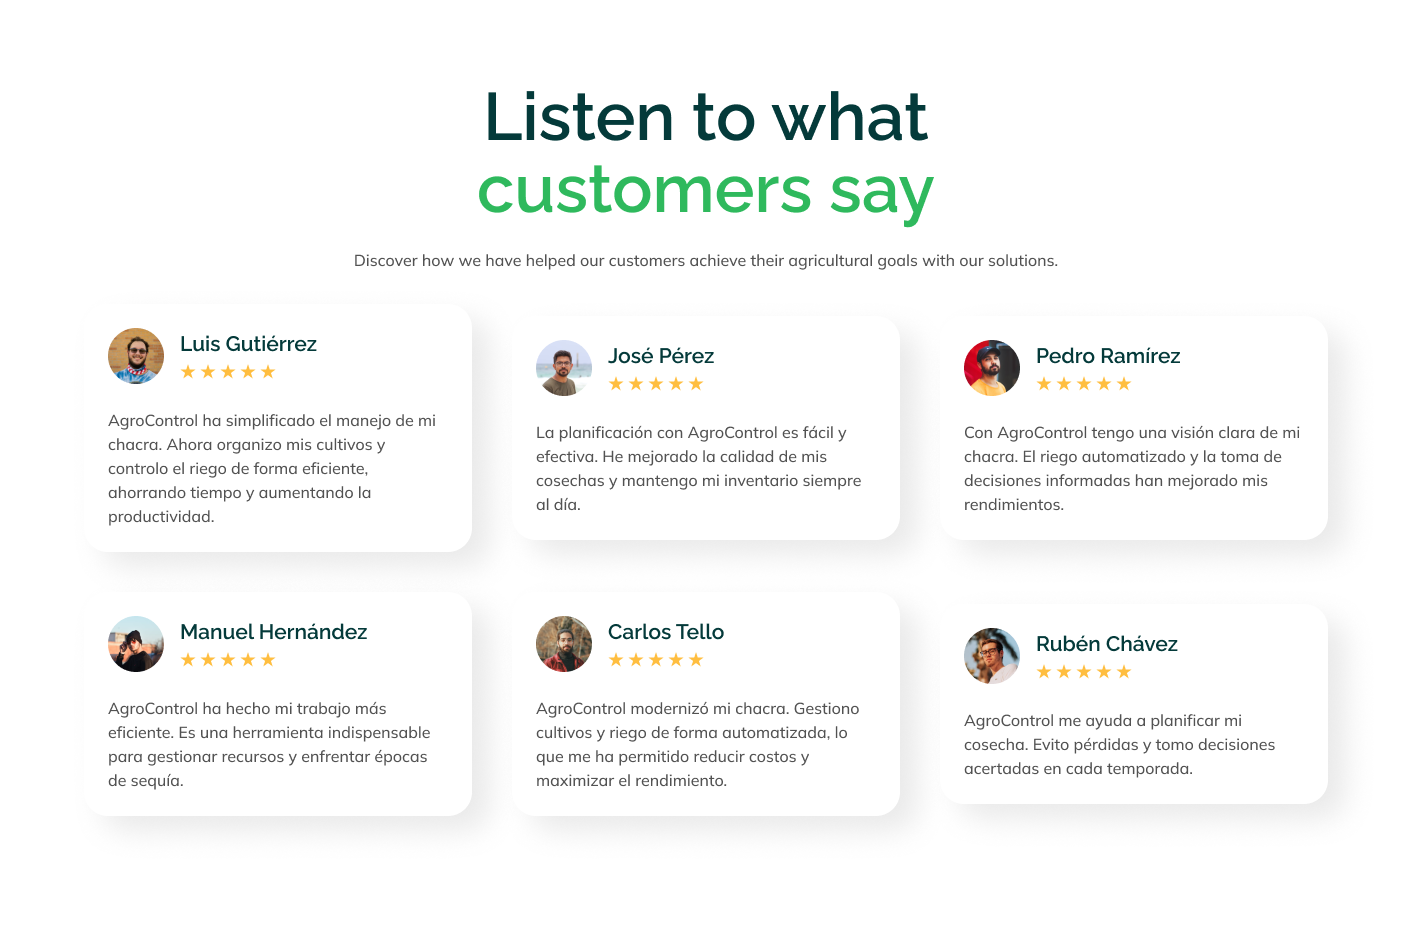 Listen to what
customers say
Discover how we have helped our customers achieve their agricultural goals with our solutions.
Luis Gutiérrez
AgroControl ha simplificado el manejo de mi
chacra. Ahora organizo mis cultivos y
controlo el riego de forma eficiente,
ahorrando tiempo y aumentando la
productividad.
José Pérez
La planificación con AgroControl es fácil y
efectiva. He mejorado la calidad de mis
cosechas y mantengo mi inventario siempre
al día.
Pedro Ramírez
Con AgroControl tengo una visión clara de mi
chacra. El riego automatizado y la toma de
decisiones informadas han mejorado mis
rendimientos.
Manuel Hernández
AgroControl ha hecho mi trabajo más
eficiente. Es una herramienta indispensable
para gestionar recursos y enfrentar épocas
de sequía.
Carlos Tello
AgroControl modernizó mi chacra. Gestiono
cultivos y riego de forma automatizada, lo
que me ha permitido reducir costos y
maximizar el rendimiento.
Rubén Chávez
AgroControl me ayuda a planificar mi
cosecha. Evito pérdidas y tomo decisiones
acertadas en cada temporada.